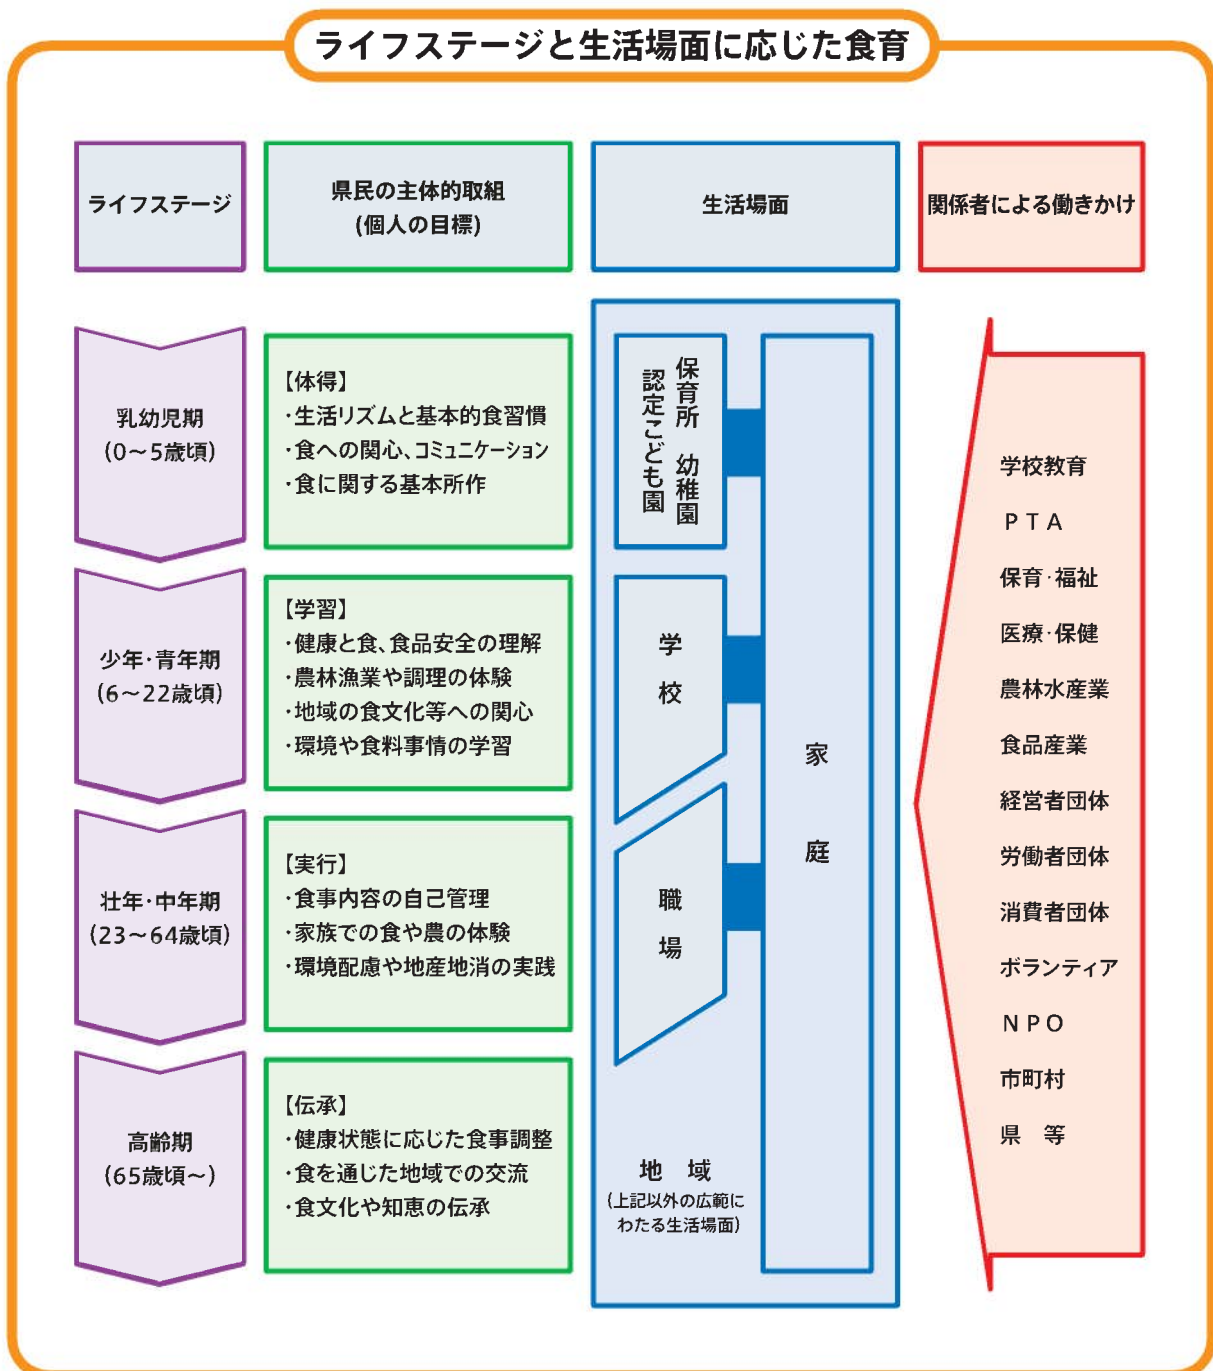 ライフステージと生活場面に応じた食育
ライフステージ
県民の主体的取組
(個人の目標)
生活場面
関係者による働きかけ
乳幼児期
(0～5歳頃)
【体得】
・生活リズムと基本的食習慣
・食への関心、コミュニケーション
・食に関する基本所作
保育所 幼稚園
認定こども園
少年・青年期
(6～22歳頃)
【学習】
・健康と食、食品安全の理解
・農林漁業や調理の体験
・地域の食文化等への関心
・環境や食料事情の学習
学校
壮年・中年期
(23～64歳頃)
【実行】
・食事内容の自己管理
・家族での食や農の体験
・環境配慮や地産地消の実践
職場
高齢期
(65歳頃～)
【伝承】
・健康状態に応じた食事調整
・食を通じた地域での交流
・食文化や知恵の伝承
地 域
(上記以外の広範に
わたる生活場面)
家庭
学校教育
PTA
保育・福祉
医療・保健
農林水産業
食品産業
経営者団体
労働者団体
消費者団体
ボランティア
NPO
市町村
県 等